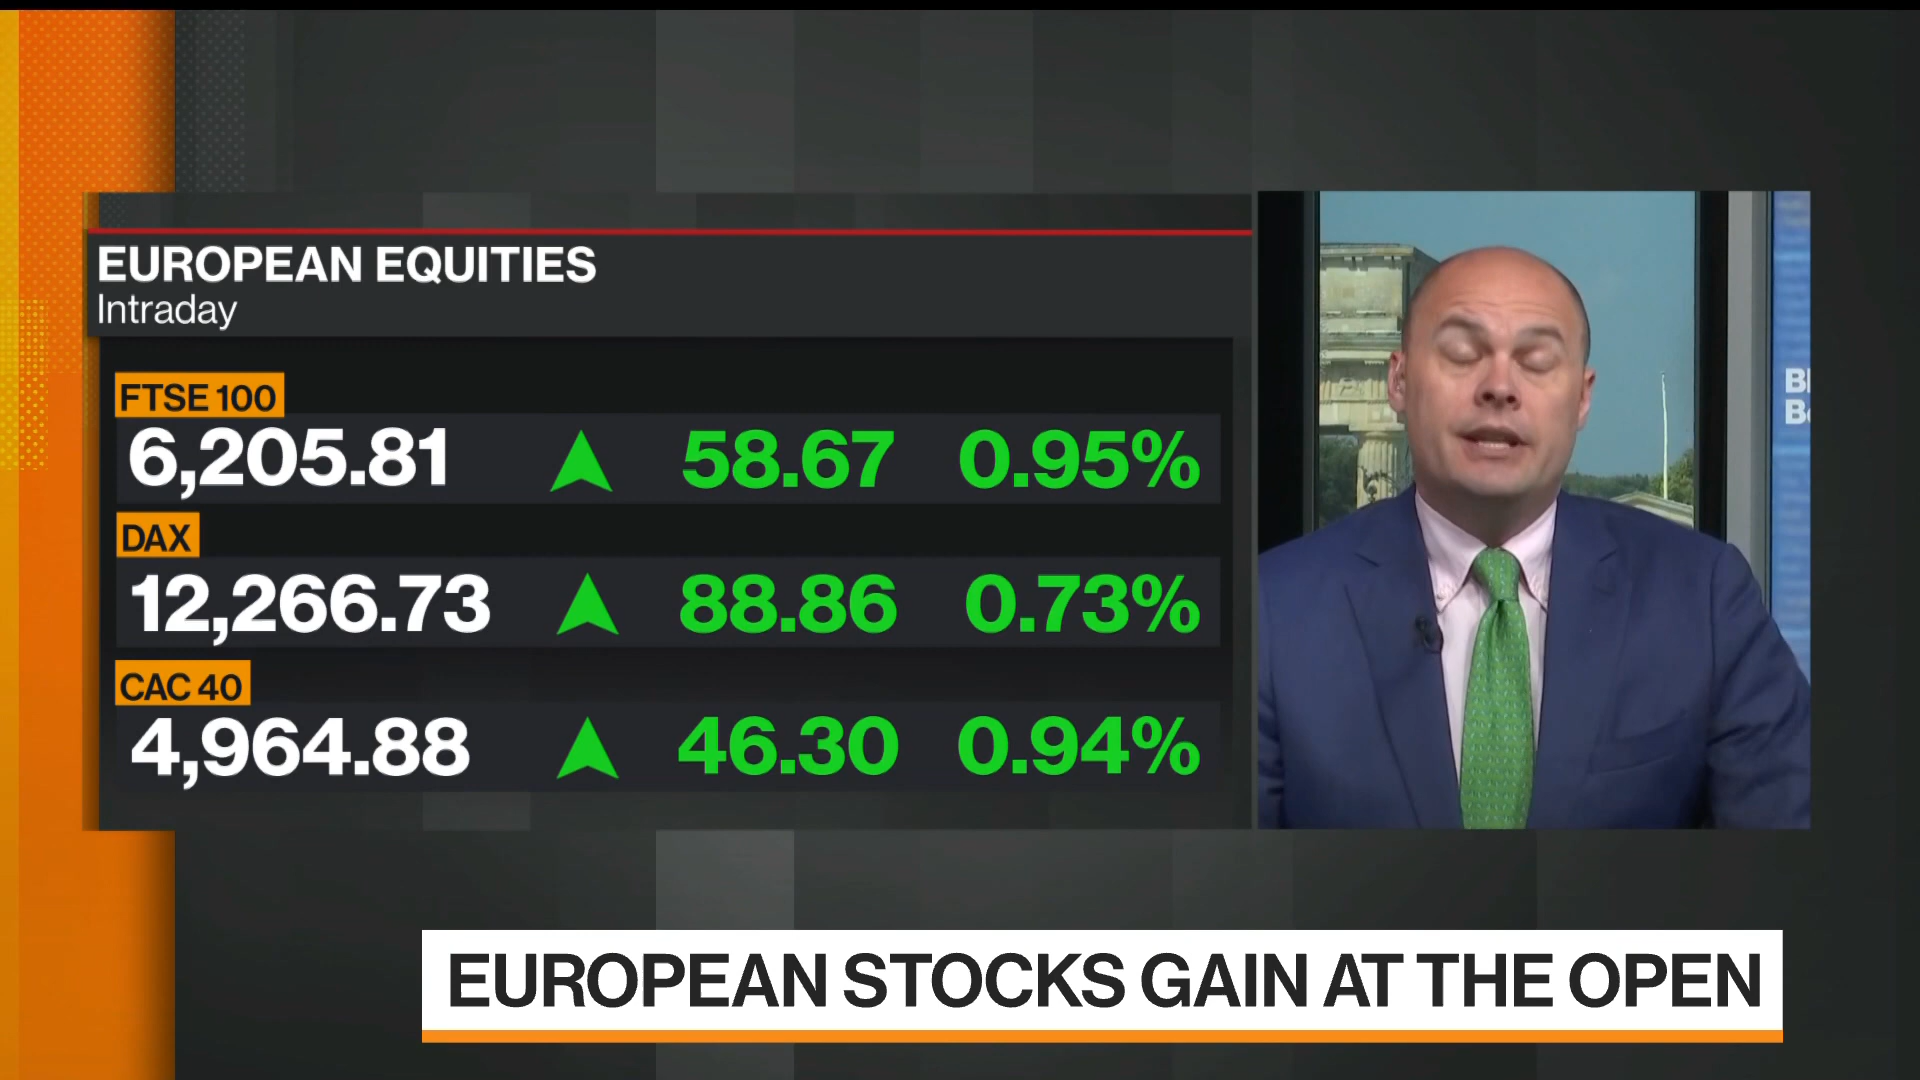 EUROPEAN EQUITIES
Intraday
FTSE 100
6,205.81 ▲ 58.67 0.95%
DAX
12,266.73 ▲ 88.86 0.73%
CAC 40
4,964.88 ▲ 46.30 0.94%
EUROPEAN STOCKS GAIN AT THE OPEN